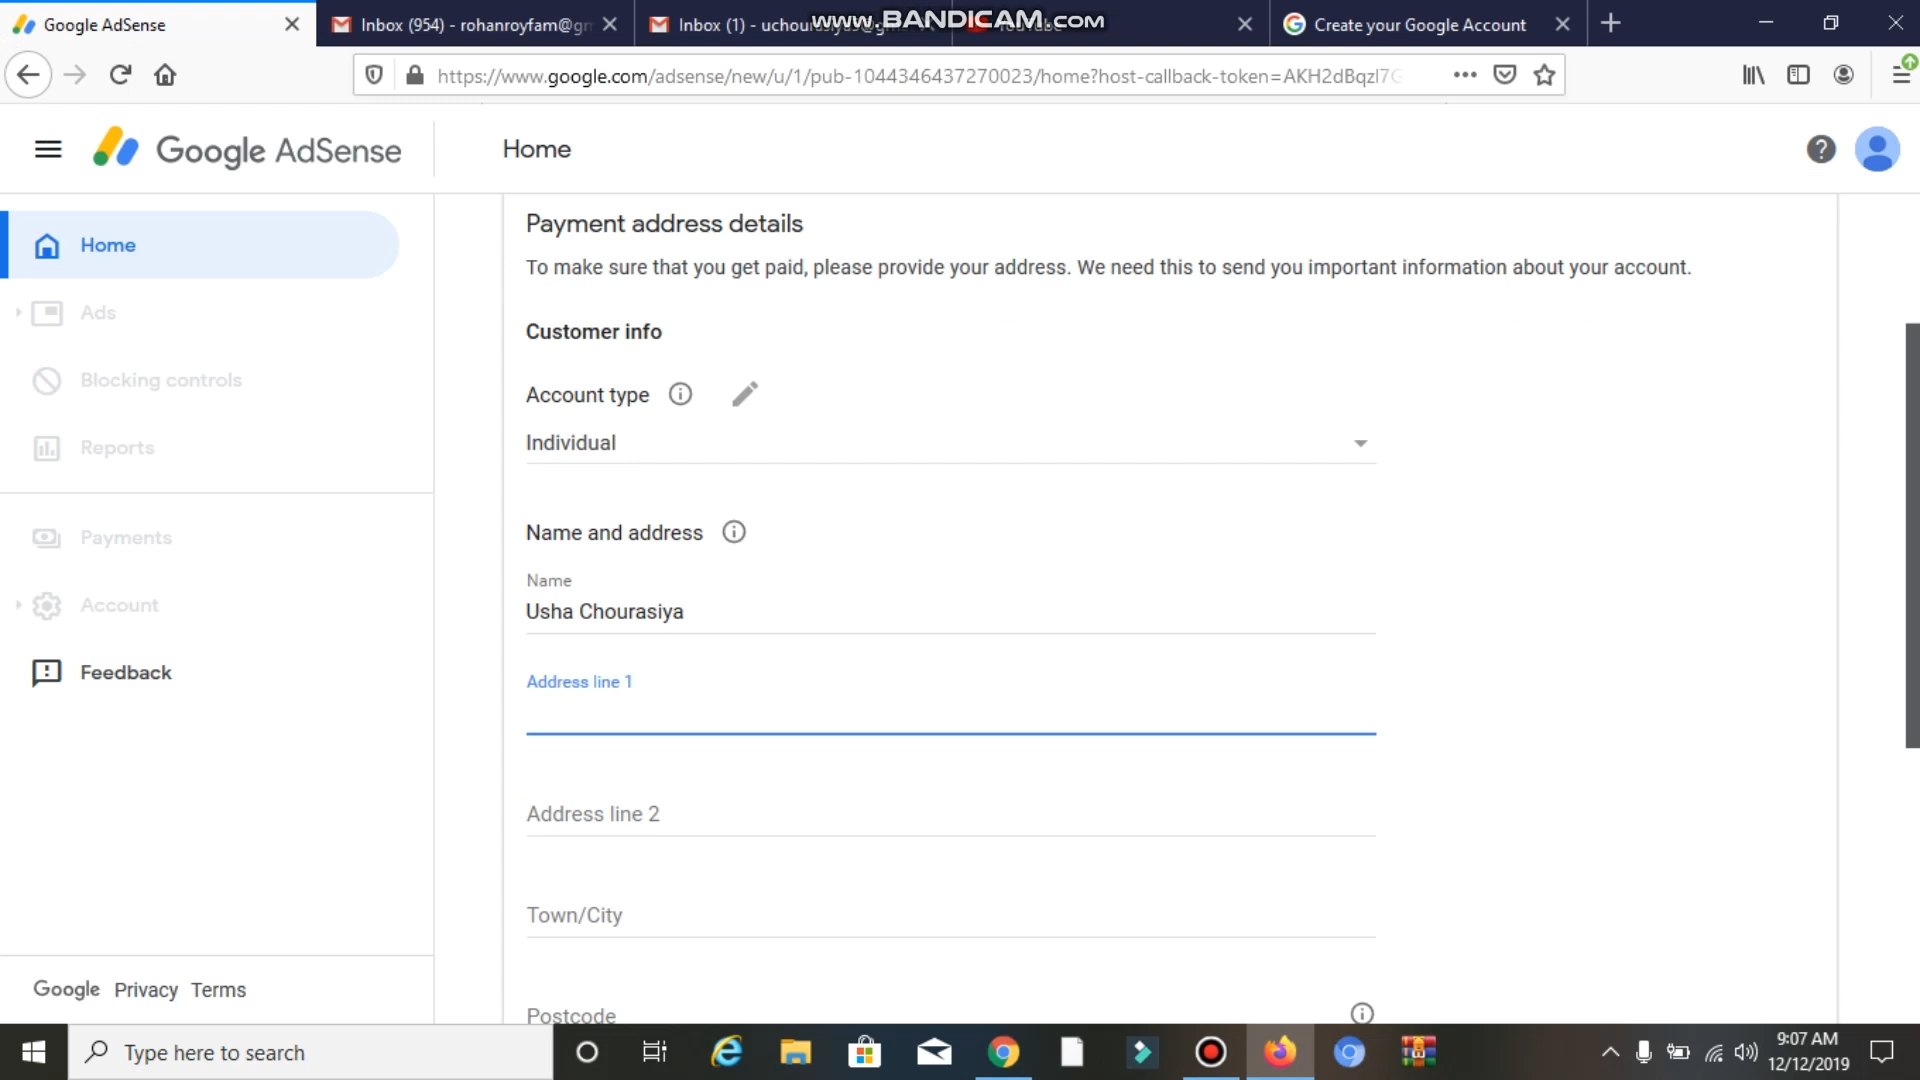 Google AdSense
Inbox (954) - rohanroyfam@gm
Inbox (1) - uchourasiya5@gm
www.BANDICAM.com
YouTube
Create your Google Account
https://www.google.com/adsense/new/u/1/pub-1044346437270023/home?host-callback-token=AKH2dBqzl7G
Google AdSense
Home
Home
Ads
Blocking controls
Reports
Payments
Account
Feedback
Google Privacy Terms
Payment address details
To make sure that you get paid, please provide your address. We need this to send you important information about your account.
Customer info
Account type
Individual
Name and address
Name
Usha Chourasiya
Address line 1
Address line 2
Town/City
Postcode
Type here to search
9:07 AM
12/12/2019